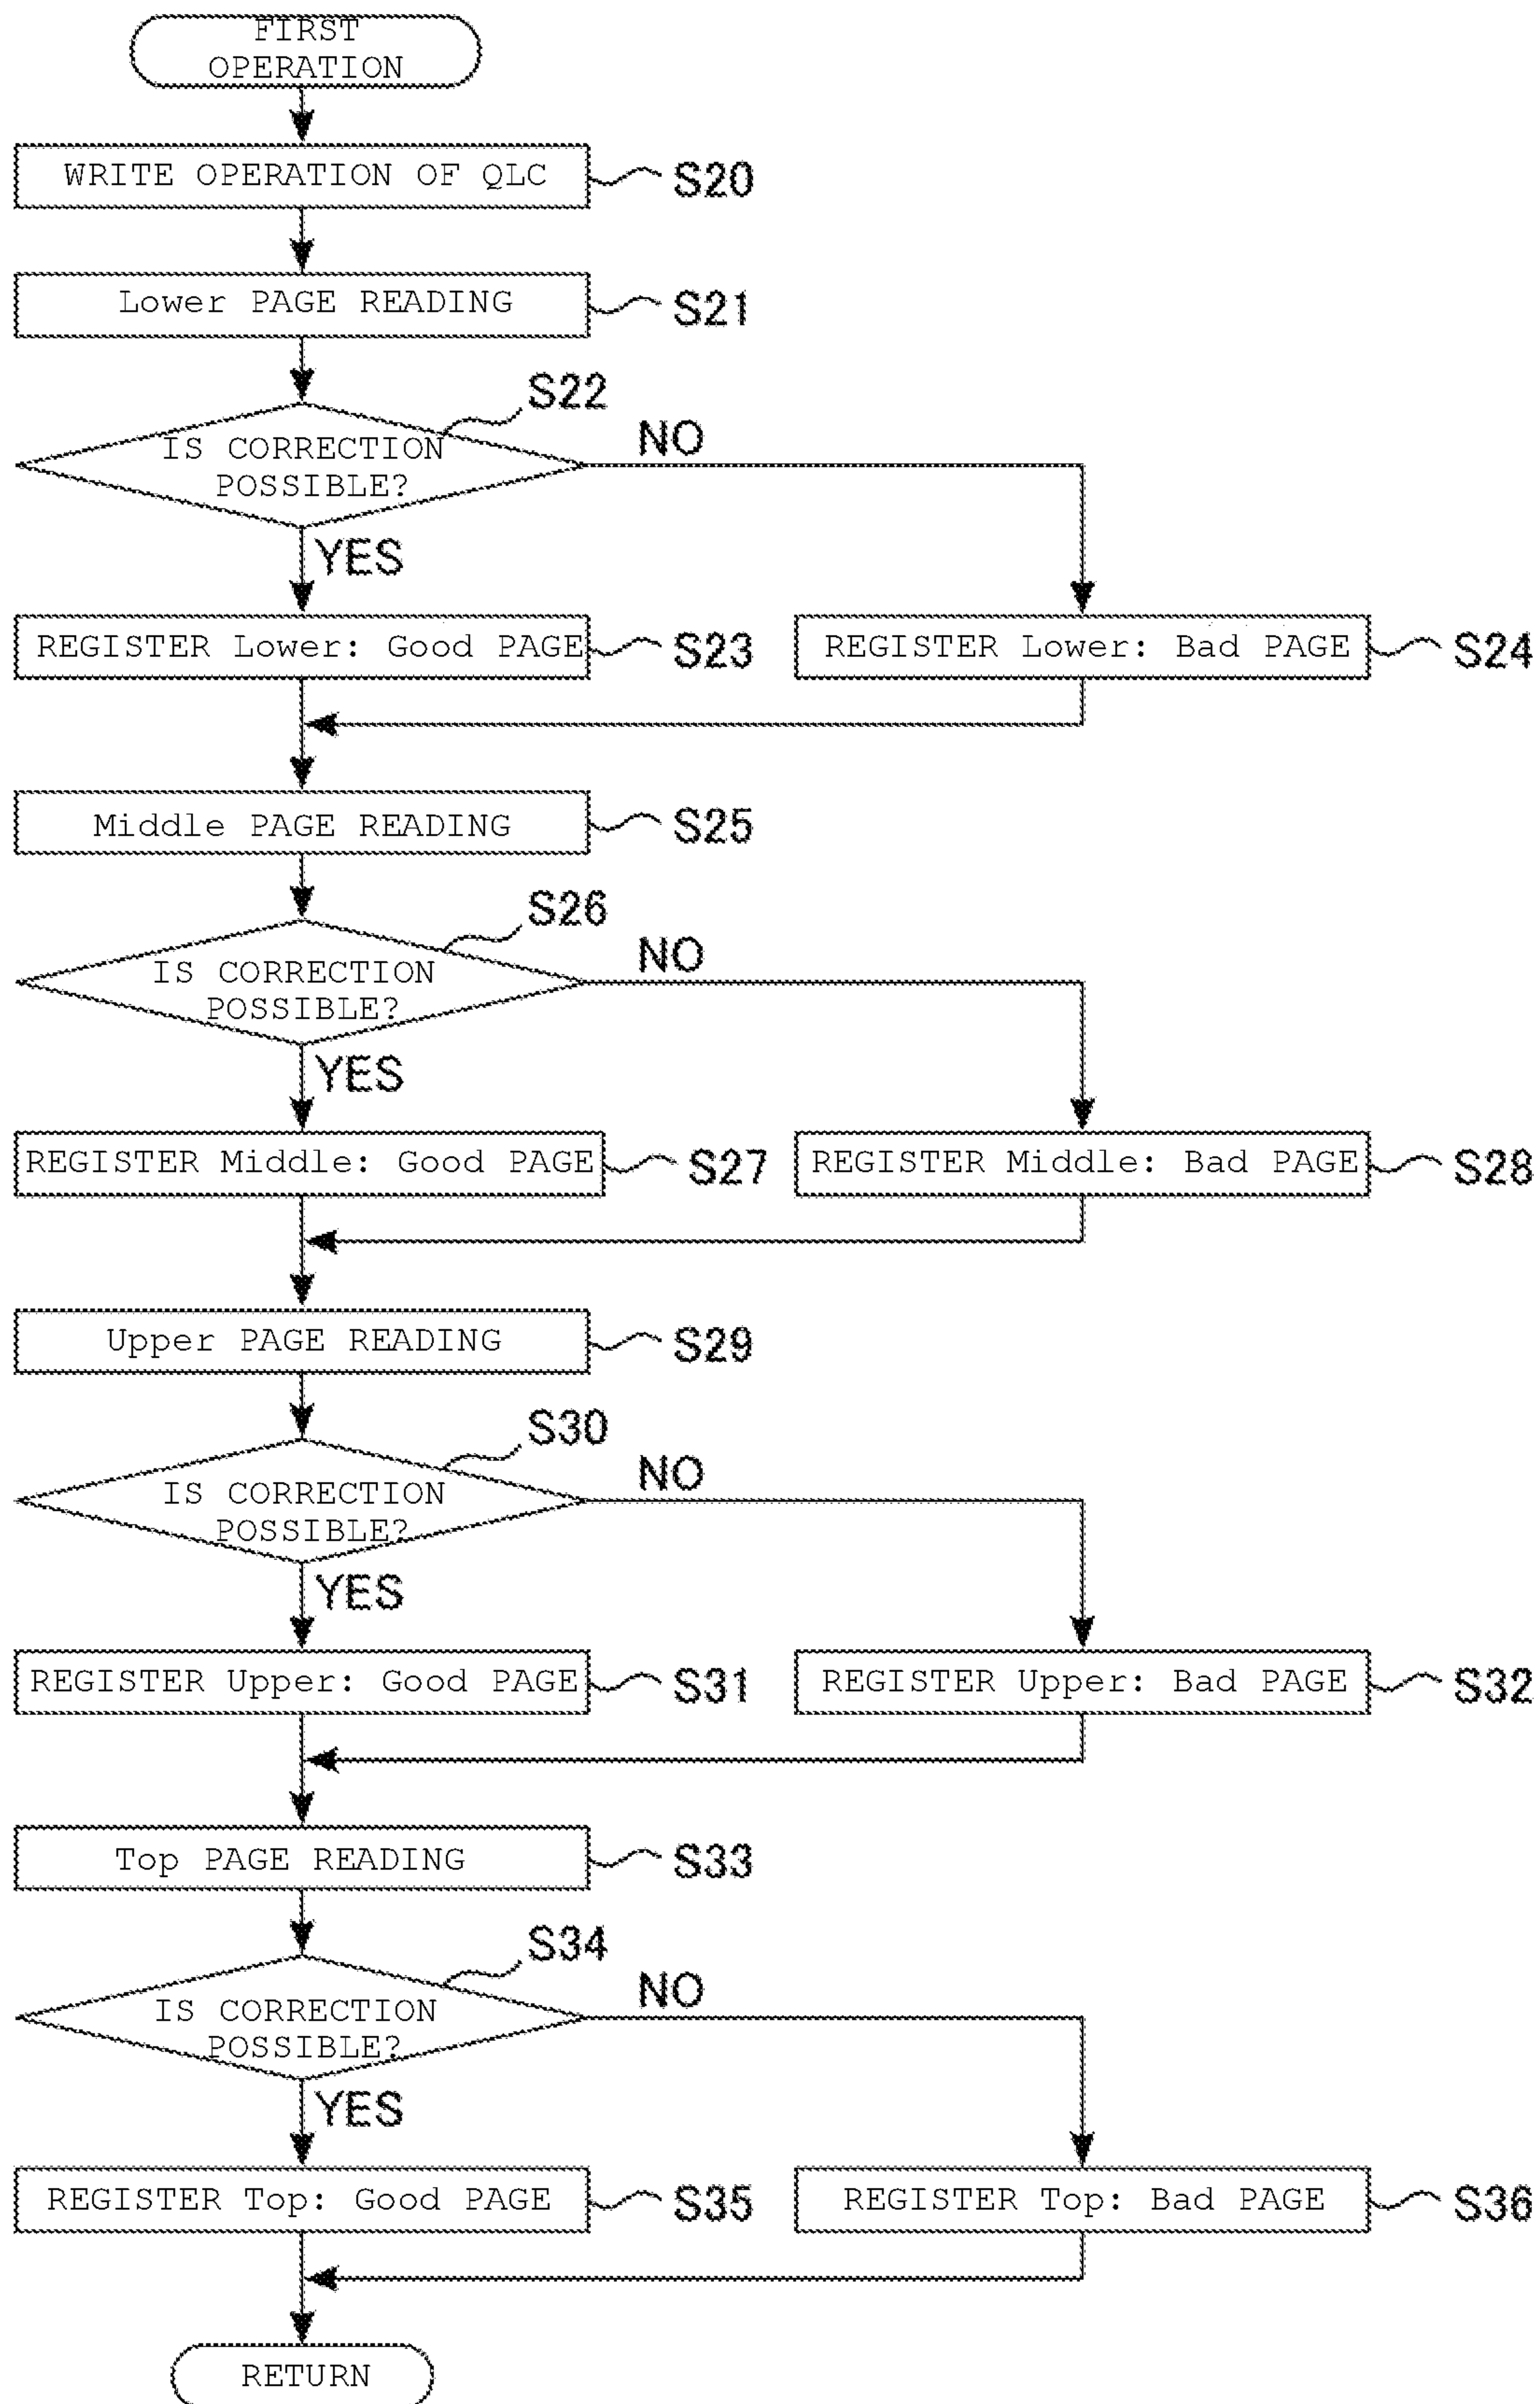 FIRST
OPERATION
WRITE OPERATION OF QLC
S20
Lower PAGE READING
S21
S22
IS CORRECTION
POSSIBLE?
NO
YES
REGISTER Lower: Good PAGE
S23
REGISTER Lower: Bad PAGE
S24
Middle PAGE READING
S25
S26
IS CORRECTION
POSSIBLE?
NO
YES
REGISTER Middle: Good PAGE
S27
REGISTER Middle: Bad PAGE
S28
Upper PAGE READING
S29
S30
IS CORRECTION
POSSIBLE?
NO
YES
REGISTER Upper: Good PAGE
S31
REGISTER Upper: Bad PAGE
S32
Top PAGE READING
S33
S34
IS CORRECTION
POSSIBLE?
NO
YES
REGISTER Top: Good PAGE
S35
REGISTER Top: Bad PAGE
S36
RETURN